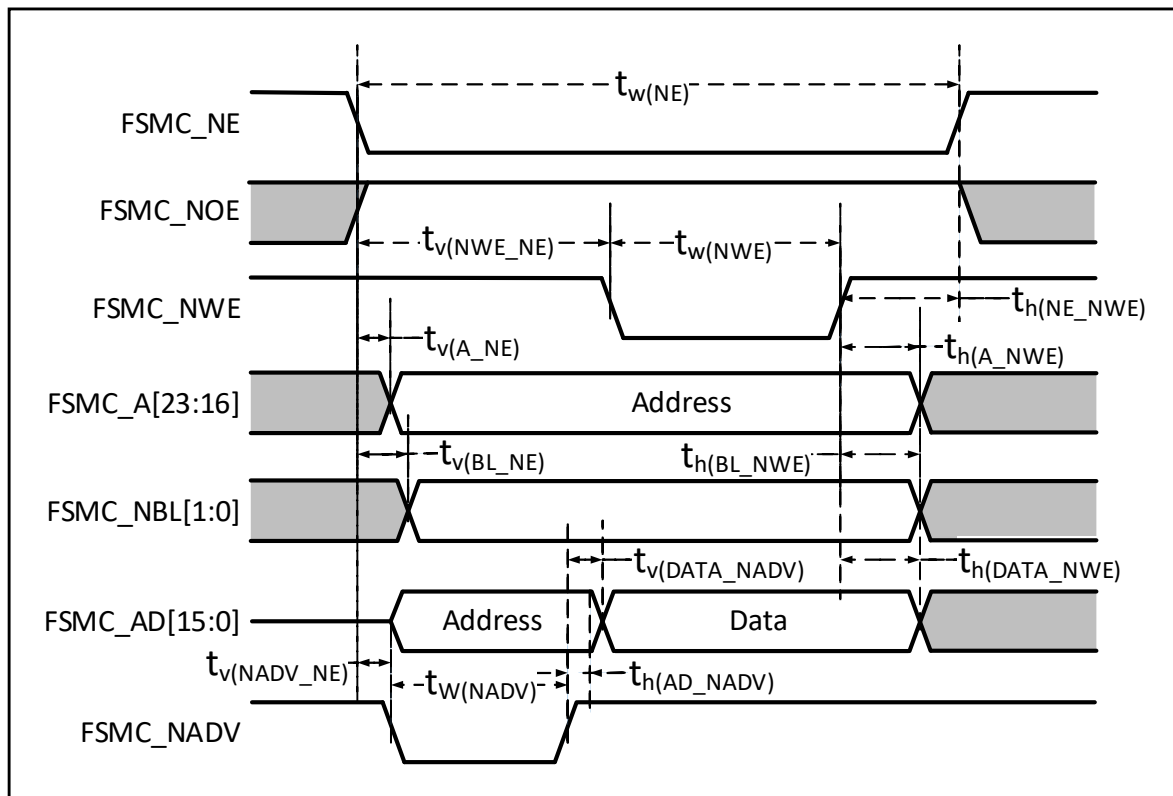 t_w(NE)
FSMC_NE
FSMC_NOE
t_v(NWE_NE) t_w(NWE)
FSMC_NWE
t_h(NE_NWE)
t_v(A_NE) t_h(A_NWE)
FSMC_A[23:16] Address
t_v(BL_NE) t_h(BL_NWE)
FSMC_NBL[1:0]
t_v(DATA_NADV) t_h(DATA_NWE)
FSMC_AD[15:0] Address Data
t_v(NADV_NE) t_W(NADV) t_h(AD_NADV)
FSMC_NADV